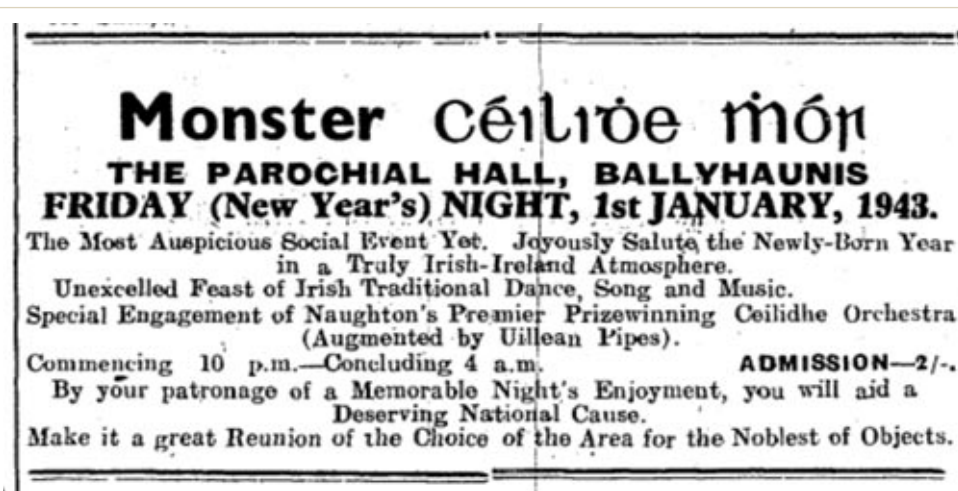 Monster Céiliḋe ṁór
THE PAROCHIAL HALL, BALLYHAUNIS
FRIDAY (New Year's) NIGHT, 1st JANUARY, 1943.
The Most Auspicious Social Event Yet. Joyously Salute the Newly-Born Year
in a Truly Irish-Ireland Atmosphere.
Unexcelled Feast of Irish Traditional Dance, Song and Music.
Special Engagement of Naughton's Premier Prizewinning Ceilidhe Orchestra
(Augmented by Uillean Pipes).
Commencing 10 p.m.—Concluding 4 a.m. ADMISSION—2/-.
By your patronage of a Memorable Night's Enjoyment, you will aid a
Deserving National Cause.
Make it a great Reunion of the Choice of the Area for the Noblest of Objects.